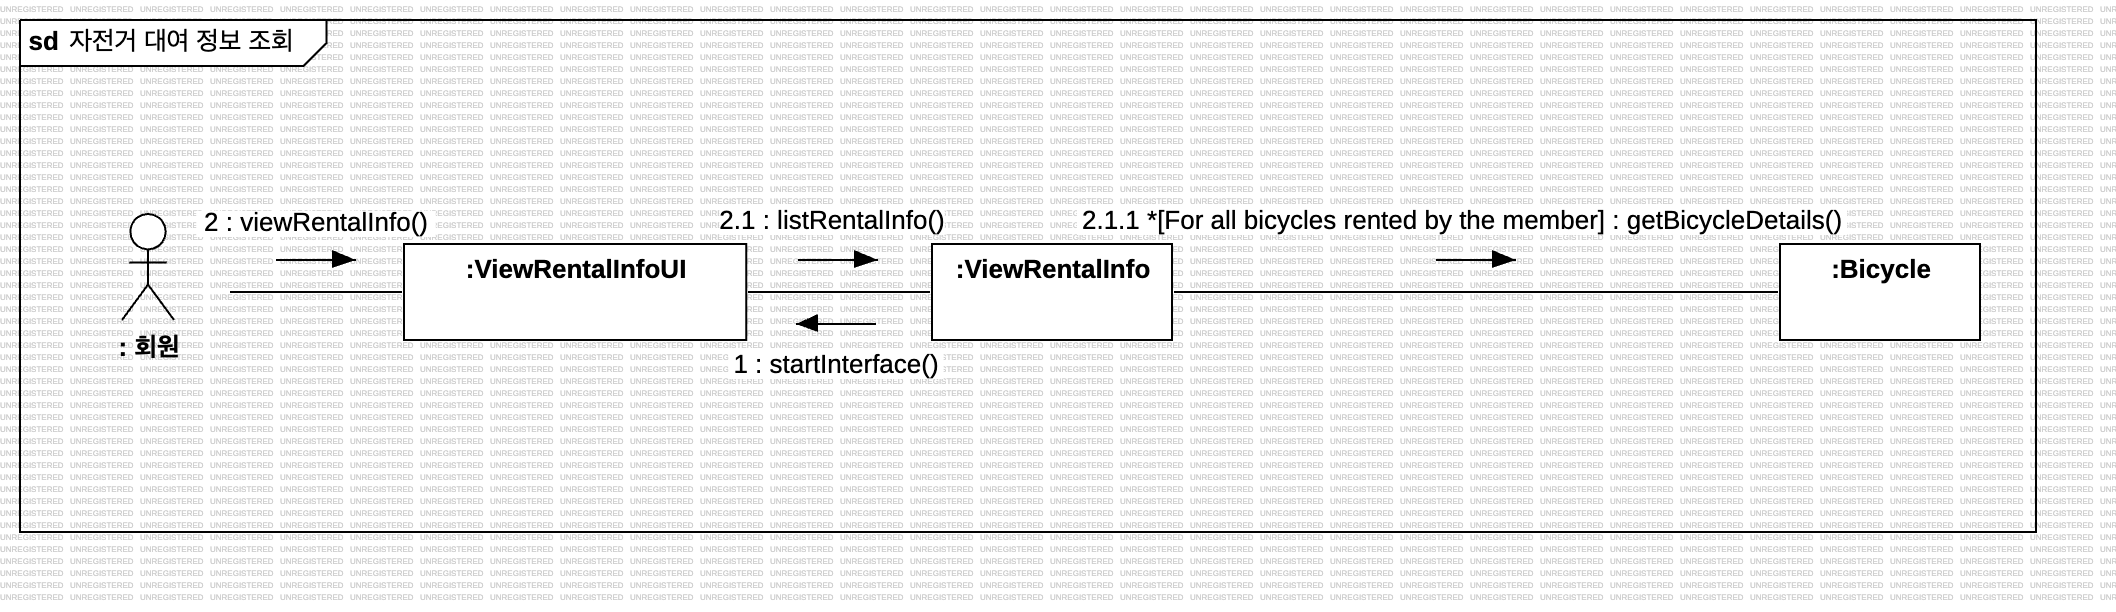 sd 자전거 대여 정보 조회
2 : viewRentalInfo()
2.1 : listRentalInfo()
2.1.1 *[For all bicycles rented by the member] : getBicycleDetails()
:ViewRentalInfoUI
:ViewRentalInfo
:Bicycle
: 회원
1 : startInterface()
UNREGISTERED